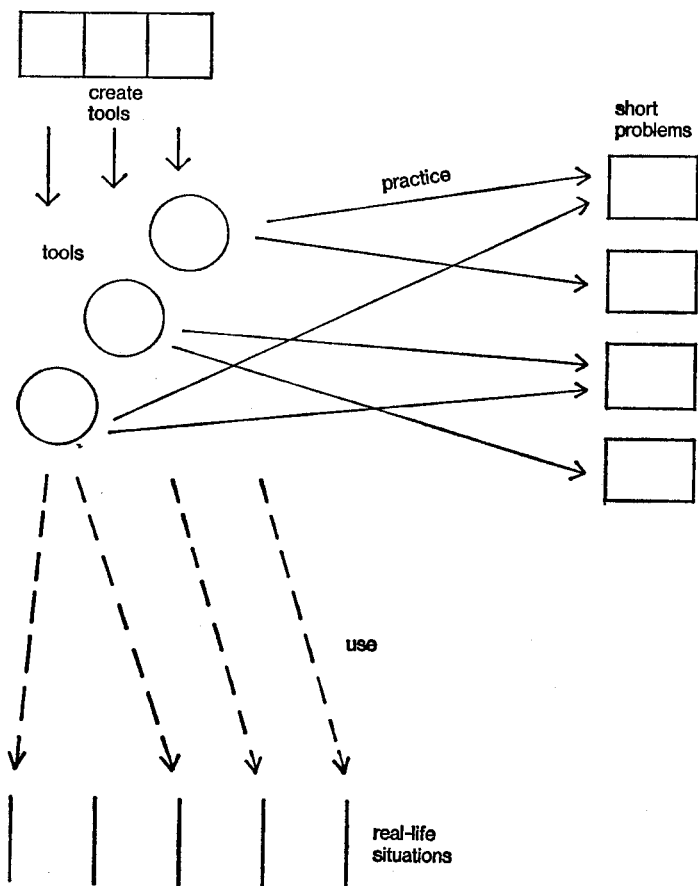 create
tools
short
problems
practice
tools
use
real-life
situations